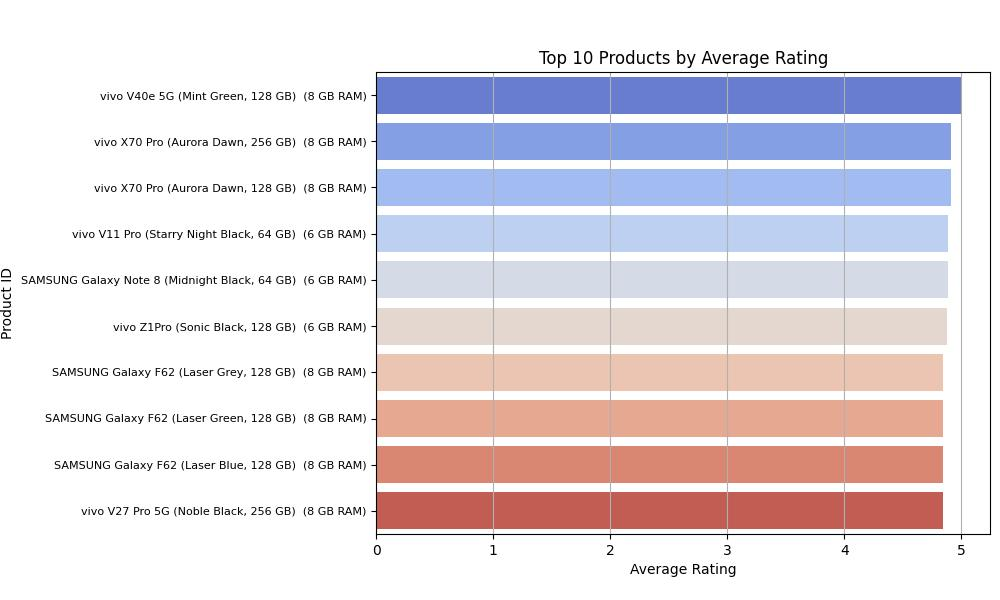 Top 10 Products by Average Rating
Product ID
vivo V40e 5G (Mint Green, 128 GB)  (8 GB RAM)
vivo X70 Pro (Aurora Dawn, 256 GB)  (8 GB RAM)
vivo X70 Pro (Aurora Dawn, 128 GB)  (8 GB RAM)
vivo V11 Pro (Starry Night Black, 64 GB)  (6 GB RAM)
SAMSUNG Galaxy Note 8 (Midnight Black, 64 GB)  (6 GB RAM)
vivo Z1Pro (Sonic Black, 128 GB)  (6 GB RAM)
SAMSUNG Galaxy F62 (Laser Grey, 128 GB)  (8 GB RAM)
SAMSUNG Galaxy F62 (Laser Green, 128 GB)  (8 GB RAM)
SAMSUNG Galaxy F62 (Laser Blue, 128 GB)  (8 GB RAM)
vivo V27 Pro 5G (Noble Black, 256 GB)  (8 GB RAM)
0 1 2 3 4 5
Average Rating